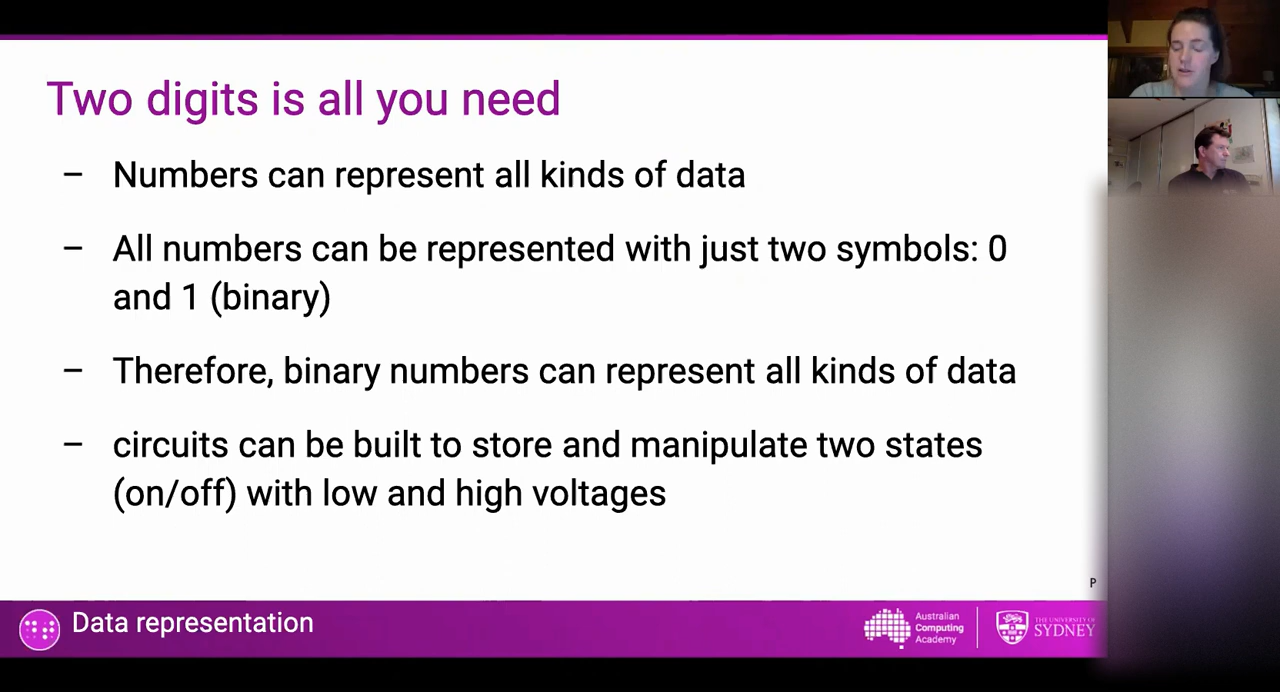 Two digits is all you need
– Numbers can represent all kinds of data
– All numbers can be represented with just two symbols: 0
and 1 (binary)
– Therefore, binary numbers can represent all kinds of data
– circuits can be built to store and manipulate two states
(on/off) with low and high voltages
P
Data representation
Australian
Computing
Academy
THE UNIVERSITY OF
SYDNEY